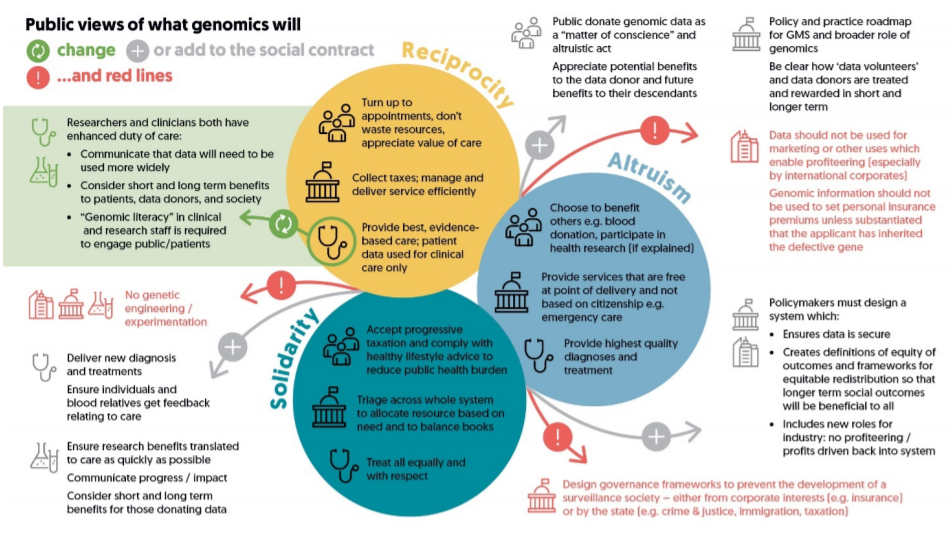 Public views of what genomics will
change + or add to the social contract
! ...and red lines
Reciprocity
Turn up to
appointments, don't
waste resources,
appreciate value of care
Collect taxes; manage and
deliver service efficiently
Provide best, evidence-
based care; patient
data used for clinical
care only
Researchers and clinicians both have
enhanced duty of care:
• Communicate that data will need to be
used more widely
• Consider short and long term benefits
to patients, data donors, and society
• "Genomic literacy" in clinical
and research staff is required
to engage public/patients
Public donate genomic data as
a "matter of conscience" and
altruistic act
Appreciate potential benefits
to the data donor and future
benefits to their descendants
Policy and practice roadmap
for GMS and broader role of
genomics
Be clear how 'data volunteers'
and data donors are treated
and rewarded in short and
longer term
+
!
Data should not be used for
marketing or other uses which
enable profiteering (especially
by international corporates)
Genomic information should not
be used to set personal insurance
premiums unless substantiated
that the applicant has inherited
the defective gene
Altruism
Choose to benefit
others e.g. blood
donation, participate in
health research (if explained)
Provide services that are free
at point of delivery and not
based on citizenship e.g.
emergency care
Provide highest quality
diagnoses and
treatment
!
No genetic
engineering /
experimentation
+
Deliver new diagnosis
and treatments
Ensure individuals and
blood relatives get feedback
relating to care
Ensure research benefits translated
to care as quickly as possible
Communicate progress / impact
Consider short and long term
benefits for those donating data
Solidarity
Accept progressive
taxation and comply with
healthy lifestyle advice to
reduce public health burden
Triage across whole system
to allocate resource based on
need and to balance books
Treat all equally and
with respect
Policymakers must design a
system which:
• Ensures data is secure
• Creates definitions of equity of
outcomes and frameworks for
equitable redistribution so that
longer term social outcomes
will be beneficial to all
• Includes new roles for
industry: no profiteering /
profits driven back into system
!
+
Design governance frameworks to prevent the development of a
surveillance society – either from corporate interests (e.g. insurance)
or by the state (e.g. crime & justice, immigration, taxation)